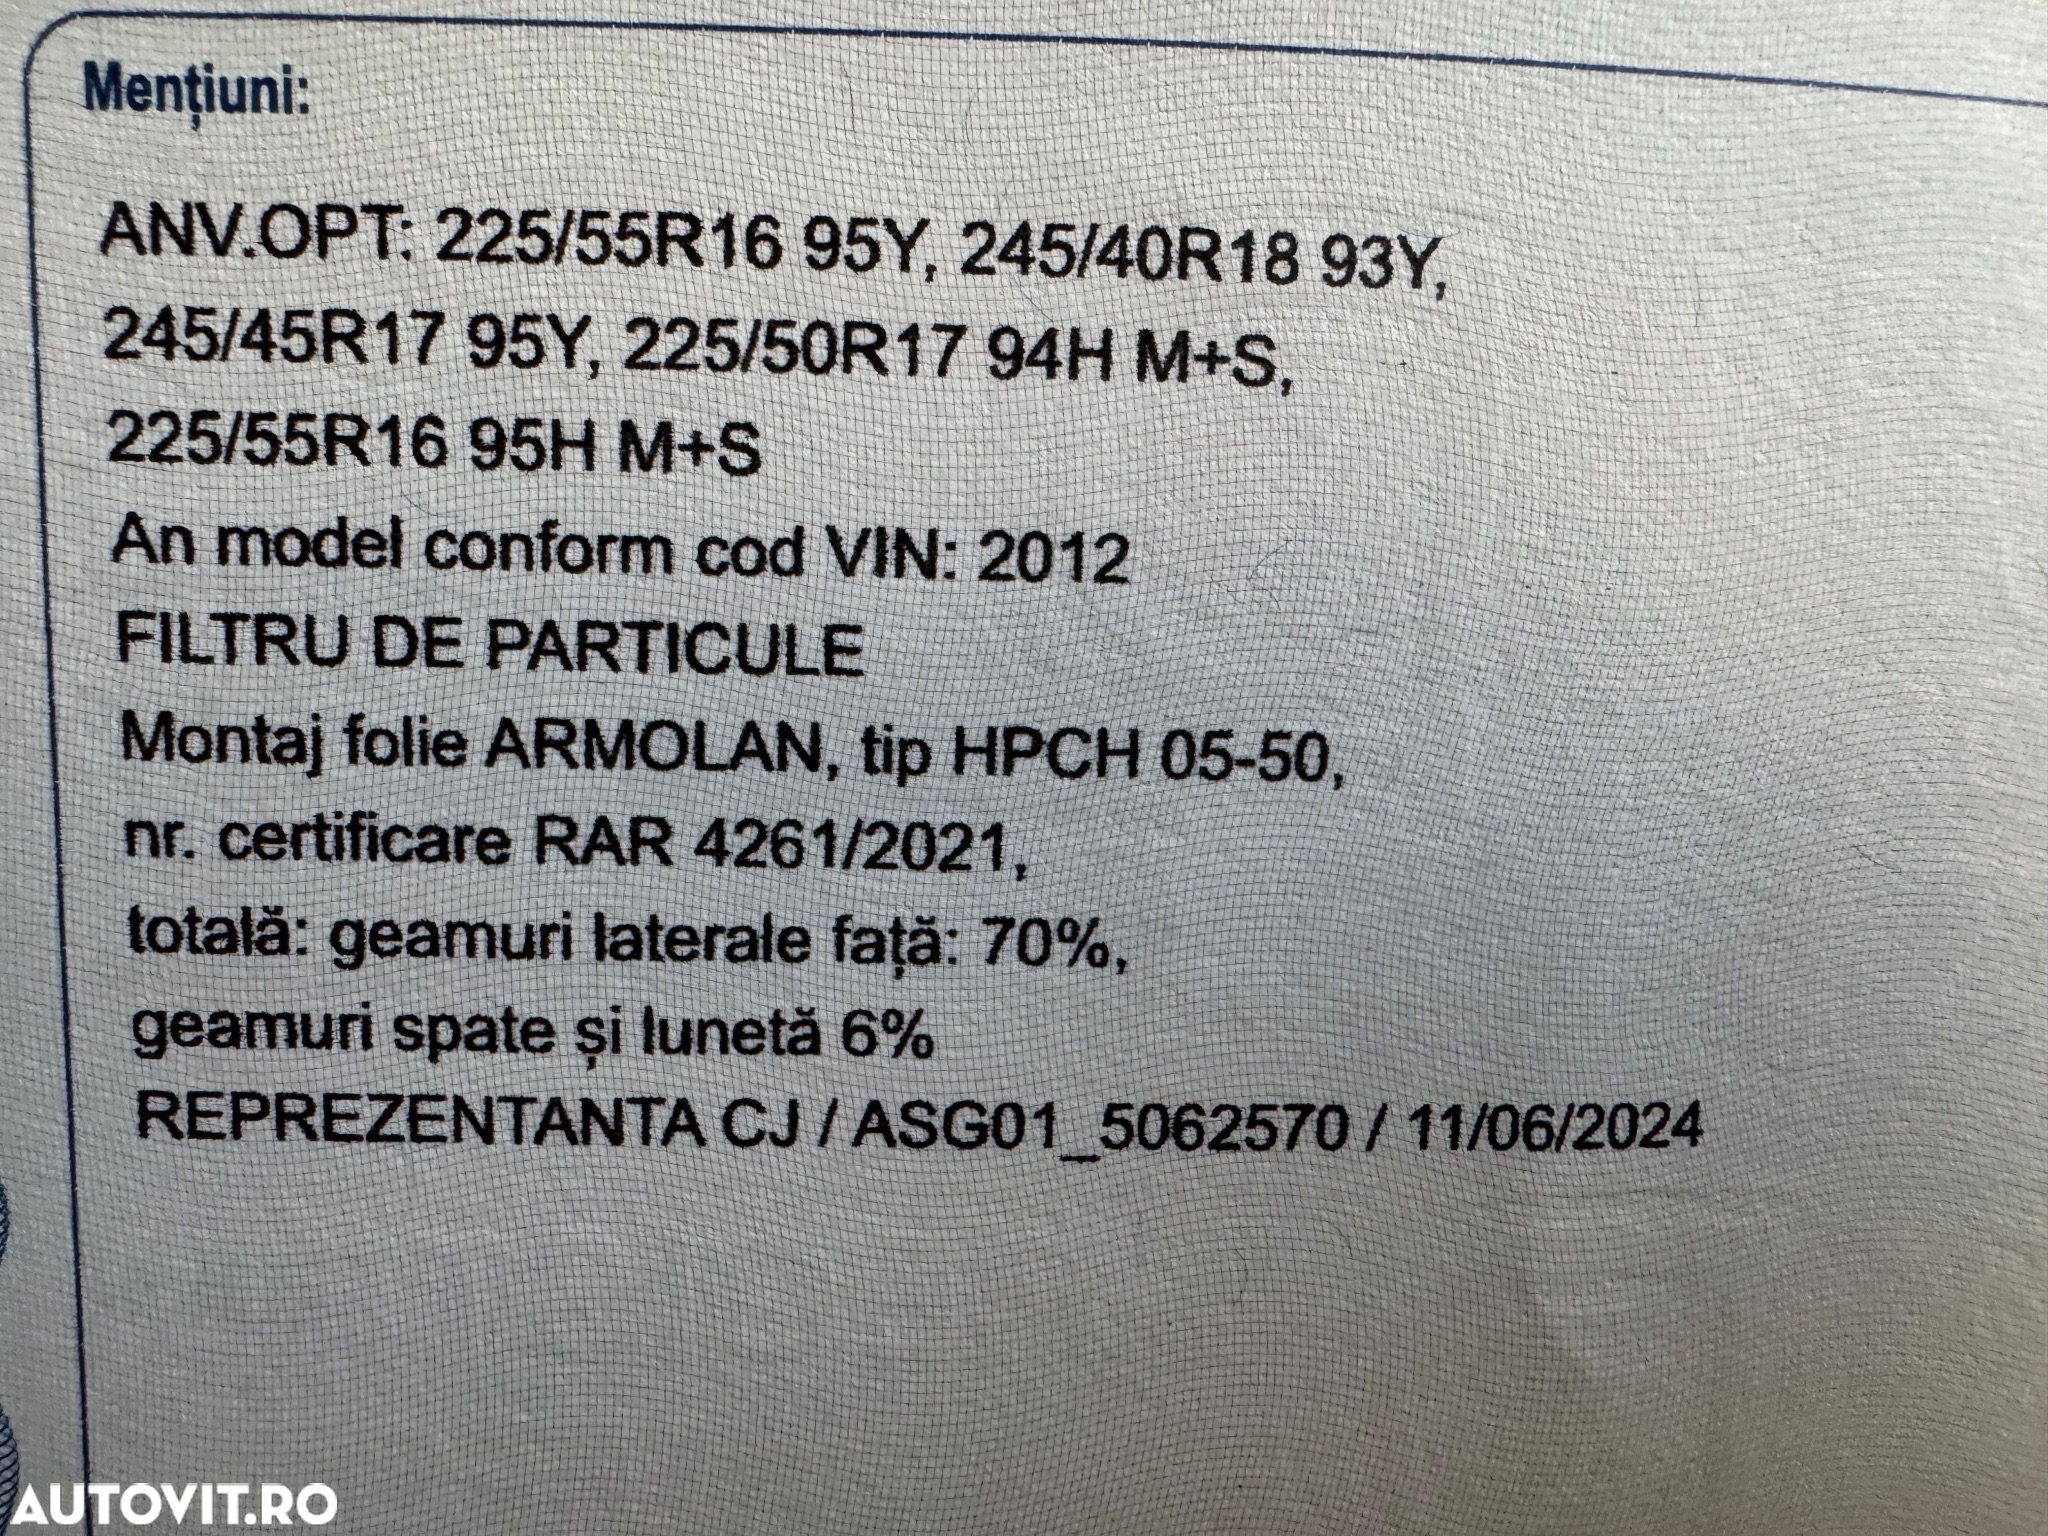 Mențiuni:
ANV.OPT: 225/55R16 95Y, 245/40R18 93Y,
245/45R17 95Y, 225/50R17 94H M+S,
225/55R16 95H M+S
An model conform cod VIN: 2012
FILTRU DE PARTICULE
Montaj folie ARMOLAN, tip HPCH 05-50,
nr. certificare RAR 4261/2021,
totală: geamuri laterale față: 70%,
geamuri spate și lunetă 6%
REPREZENTANTA CJ / ASG01_5062570 / 11/06/2024
AUTOVIT.RO